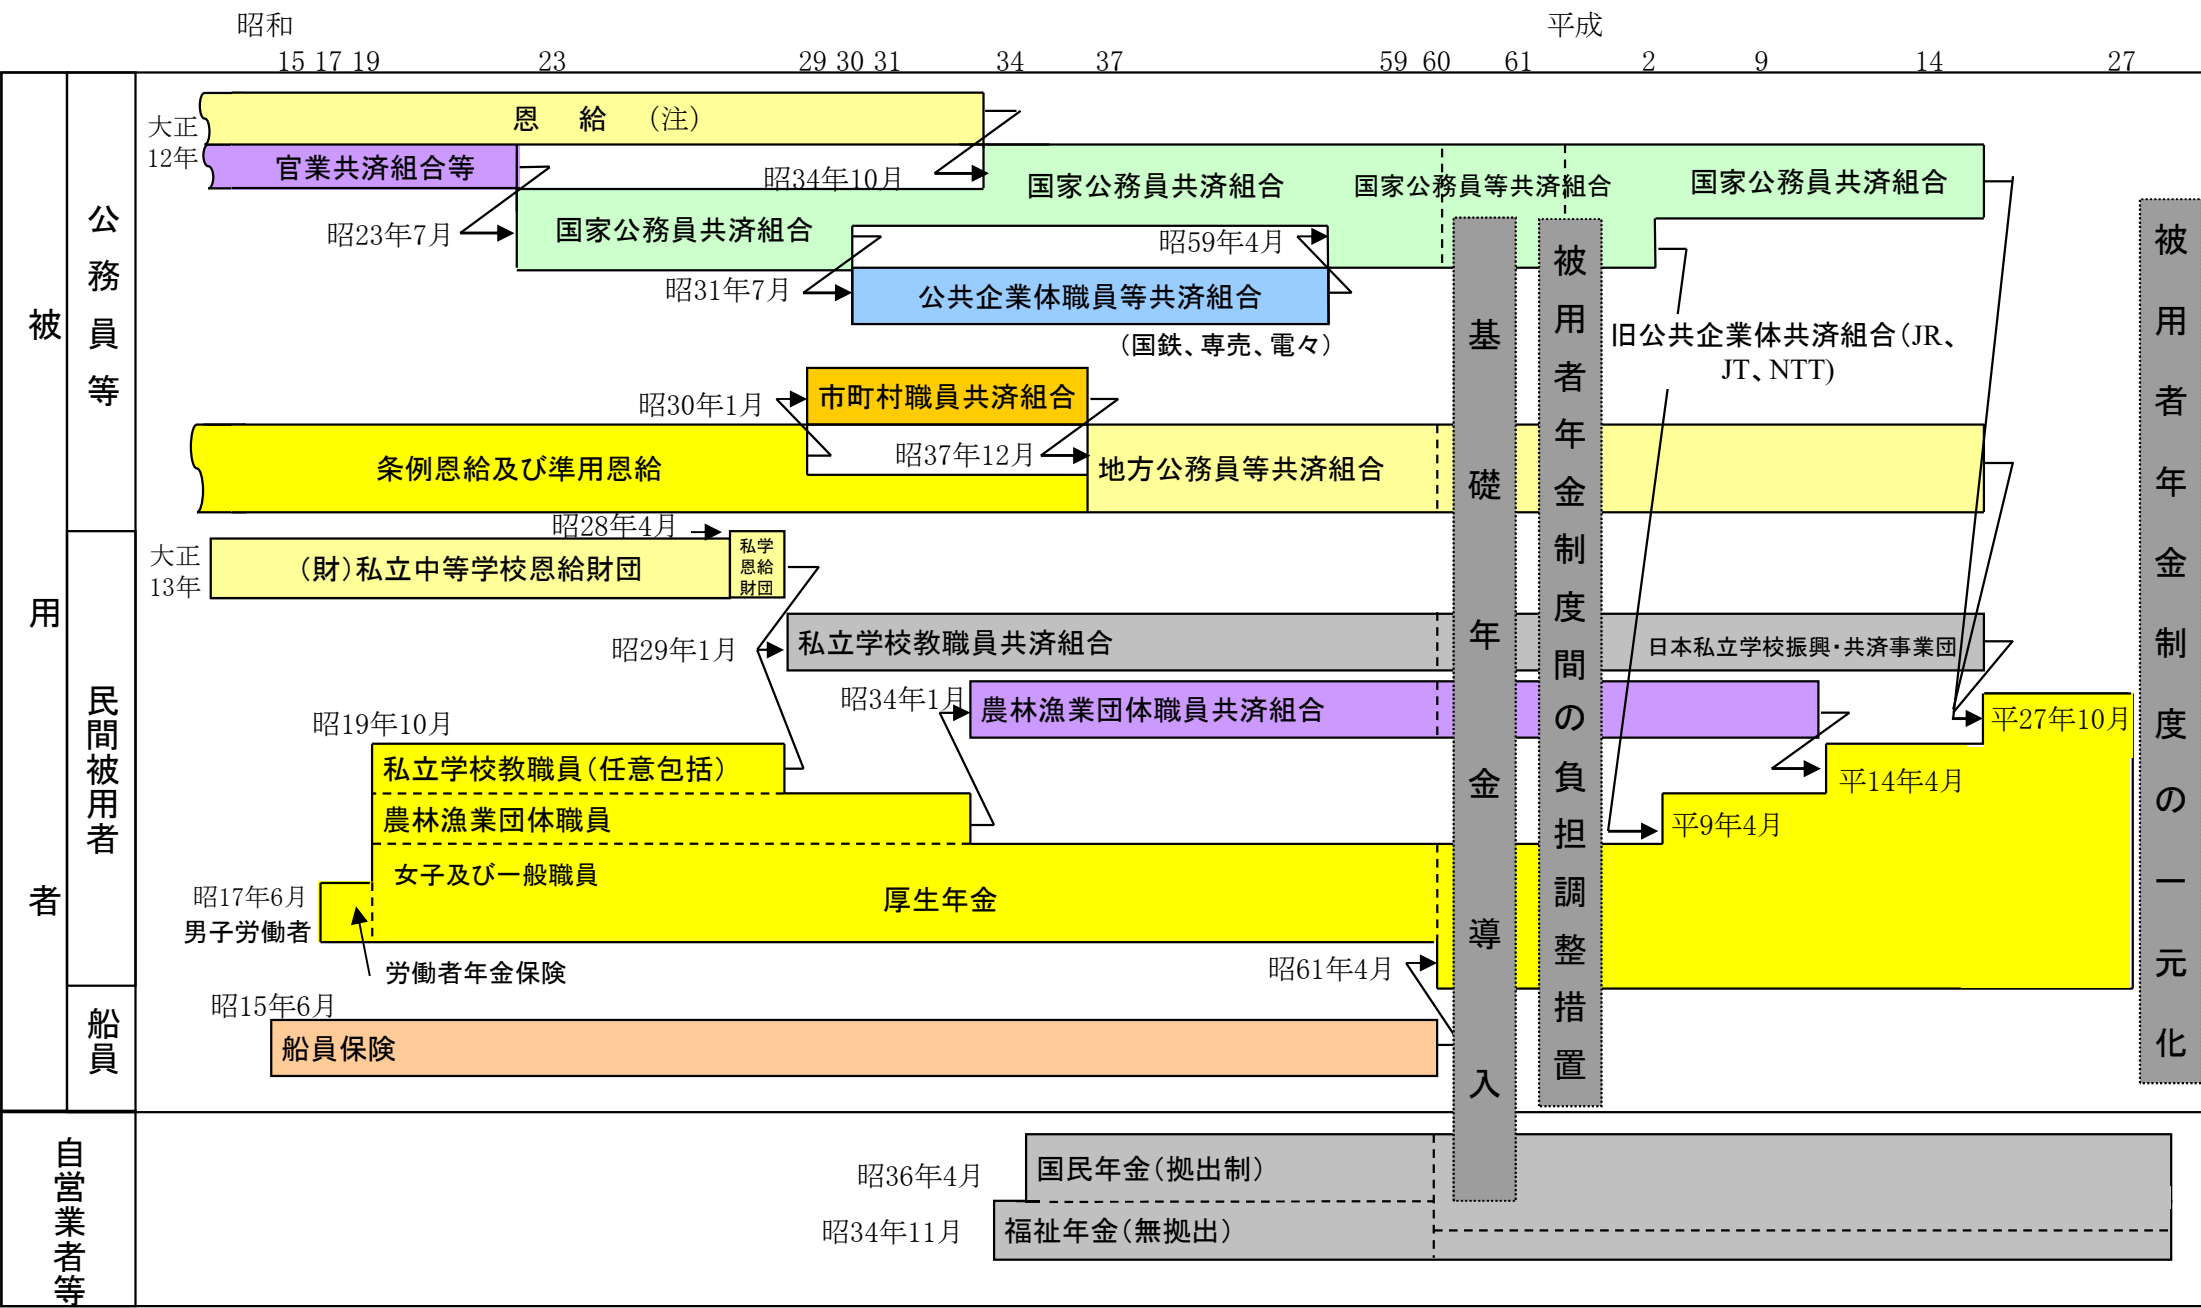 昭和
平成
15 17 19 23 29 30 31 34 37 59 60 61 2 9 14 27
被用者
公務員等
大正
12年
恩 給 （注）
官業共済組合等
昭34年10月
国家公務員共済組合
国家公務員等共済組合
国家公務員共済組合
昭23年7月
国家公務員共済組合
昭59年4月
昭31年7月
公共企業体職員等共済組合
（国鉄、専売、電々）
旧公共企業体共済組合（JR、
JT、NTT)
昭30年1月
市町村職員共済組合
条例恩給及び準用恩給
昭37年12月
地方公務員等共済組合
民間被用者
昭28年4月
大正
13年
（財）私立中等学校恩給財団
私学
恩給
財団
昭29年1月
私立学校教職員共済組合
日本私立学校振興・共済事業団
昭34年1月
農林漁業団体職員共済組合
平27年10月
昭19年10月
私立学校教職員（任意包括）
平14年4月
農林漁業団体職員
平9年4月
女子及び一般職員
厚生年金
昭17年6月
男子労働者
労働者年金保険
昭61年4月
船員
昭15年6月
船員保険
基礎年金導入
被用者年金制度間の負担調整措置
被用者年金制度の一元化
自営業者等
昭36年4月
国民年金（拠出制）
昭34年11月
福祉年金（無拠出）